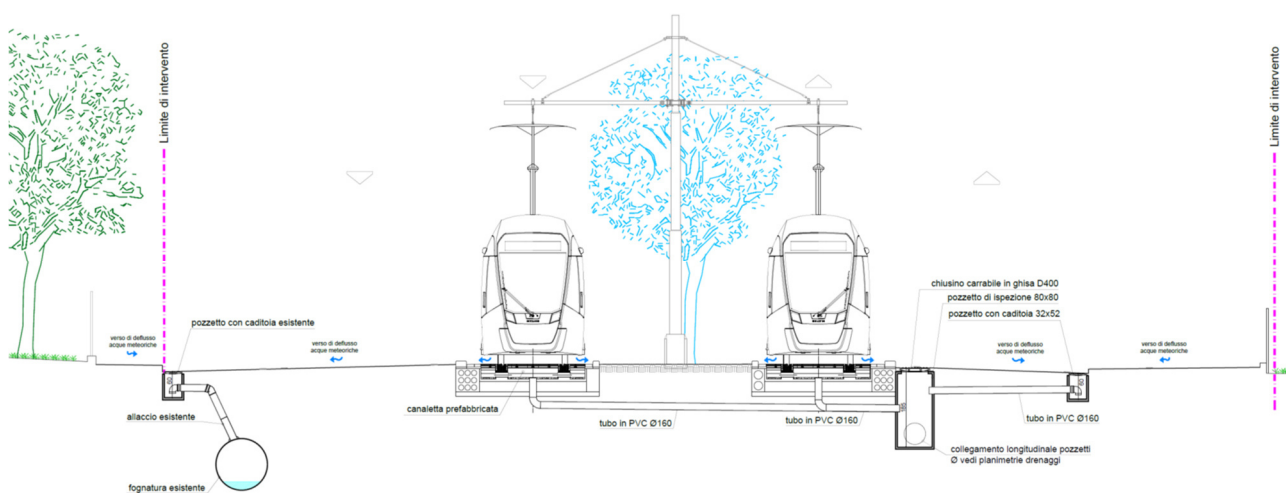 Limite di intervento
Limite di intervento
chiusino carrabile in ghisa D400
pozzetto di ispezione 80x80
pozzetto con caditoia 32x52
pozzetto con caditoia esistente
verso di deflusso
acque meteoriche
verso di deflusso
acque meteoriche
verso di deflusso
acque meteoriche
verso di deflusso
acque meteoriche
60
60
185
canaletta prefabbricata
allaccio esistente
tubo in PVC Ø160
tubo in PVC Ø160
tubo in PVC Ø160
collegamento longitudinale pozzetti
Ø vedi planimetrie drenaggi
fognatura esistente